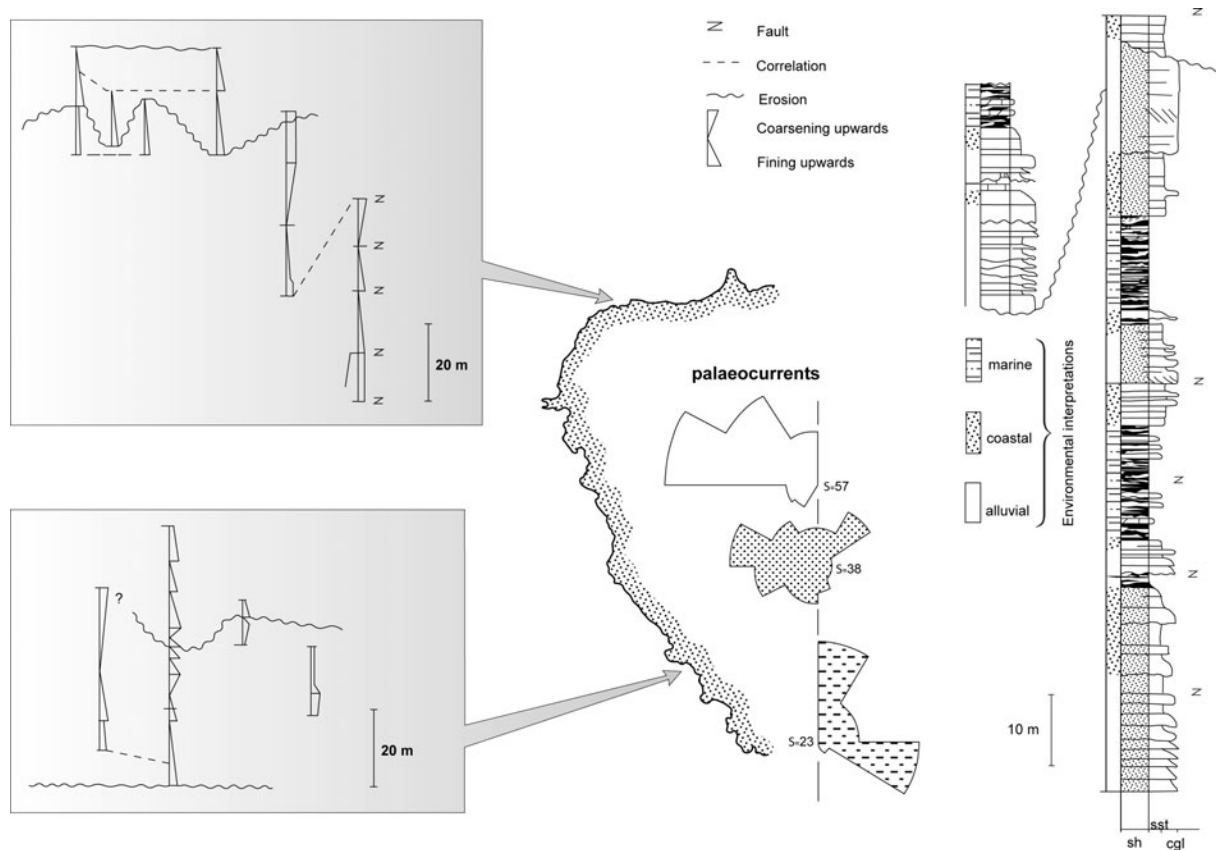 N Fault
Correlation
Erosion
Coarsening upwards
Fining upwards
N
N
N
N
N
20 m
?
20 m
palaeocurrents
S=57
S=38
S=23
marine
coastal
alluvial
Environmental interpretations
N
N
N
N
N
10 m
sst
sh cgl